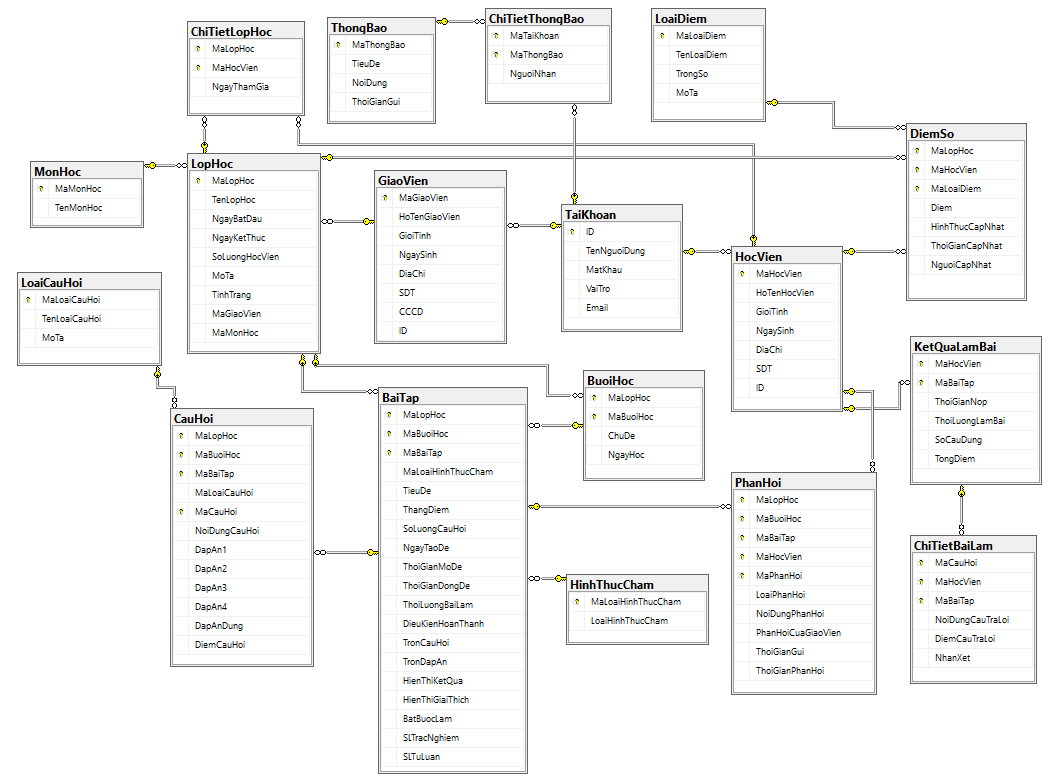 ChiTietLopHoc
MaLopHoc
MaHocVien
NgayThamGia
ThongBao
MaThongBao
TieuDe
NoiDung
ThoiGianGui
ChiTietThongBao
MaTaiKhoan
MaThongBao
NguoiNhan
LoaiDiem
MaLoaiDiem
TenLoaiDiem
TrongSo
MoTa
DiemSo
MaLopHoc
MaHocVien
MaLoaiDiem
Diem
HinhThucCapNhat
ThoiGianCapNhat
NguoiCapNhat
MonHoc
MaMonHoc
TenMonHoc
LopHoc
MaLopHoc
TenLopHoc
NgayBatDau
NgayKetThuc
SoLuongHocVien
MoTa
TinhTrang
MaGiaoVien
MaMonHoc
GiaoVien
MaGiaoVien
HoTenGiaoVien
GioiTinh
NgaySinh
DiaChi
SDT
CCCD
ID
TaiKhoan
ID
TenNguoiDung
MatKhau
VaiTro
Email
HocVien
MaHocVien
HoTenHocVien
GioiTinh
NgaySinh
DiaChi
SDT
ID
LoaiCauHoi
MaLoaiCauHoi
TenLoaiCauHoi
MoTa
KetQuaLamBai
MaHocVien
MaBaiTap
ThoiGianNop
ThoiLuongLamBai
SoCauDung
TongDiem
BuoiHoc
MaLopHoc
MaBuoiHoc
ChuDe
NgayHoc
BaiTap
MaLopHoc
MaBuoiHoc
MaBaiTap
MaLoaiHinhThucCham
TieuDe
ThangDiem
SoLuongCauHoi
NgayTaoDe
ThoiGianMoDe
ThoiGianDongDe
ThoiLuongBaiLam
DieuKienHoanThanh
TronCauHoi
TronDapAn
HienThiKetQua
HienThiGiaiThich
BatBuocLam
SLTracNghiem
SLTuLuan
CauHoi
MaLopHoc
MaBuoiHoc
MaBaiTap
MaLoaiCauHoi
MaCauHoi
NoiDungCauHoi
DapAn1
DapAn2
DapAn3
DapAn4
DapAnDung
DiemCauHoi
PhanHoi
MaLopHoc
MaBuoiHoc
MaBaiTap
MaHocVien
MaPhanHoi
LoaiPhanHoi
NoiDungPhanHoi
PhanHoiCuaGiaoVien
ThoiGianGui
ThoiGianPhanHoi
ChiTietBaiLam
MaCauHoi
MaHocVien
MaBaiTap
NoiDungCauTraLoi
DiemCauTraLoi
NhanXet
HinhThucCham
MaLoaiHinhThucCham
LoaiHinhThucCham